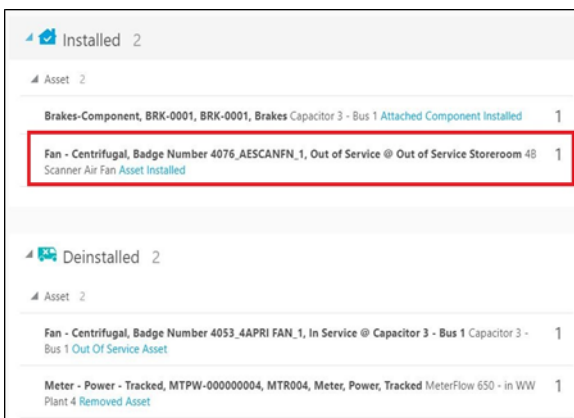 Installed 2
Asset 2
Brakes-Component, BRK-0001, BRK-0001, Brakes Capacitor 3 - Bus 1 Attached Component Installed 1
Fan - Centrifugal, Badge Number 4076_AESCANFN_1, Out of Service @ Out of Service Storeroom 4B 1
Scanner Air Fan Asset Installed
Deinstalled 2
Asset 2
Fan - Centrifugal, Badge Number 4053_4APRI FAN_1, In Service @ Capacitor 3 - Bus 1 Capacitor 3 - 1
Bus 1 Out Of Service Asset
Meter - Power - Tracked, MTPW-000000004, MTR004, Meter, Power, Tracked MeterFlow 650 - in WW 1
Plant 4 Removed Asset